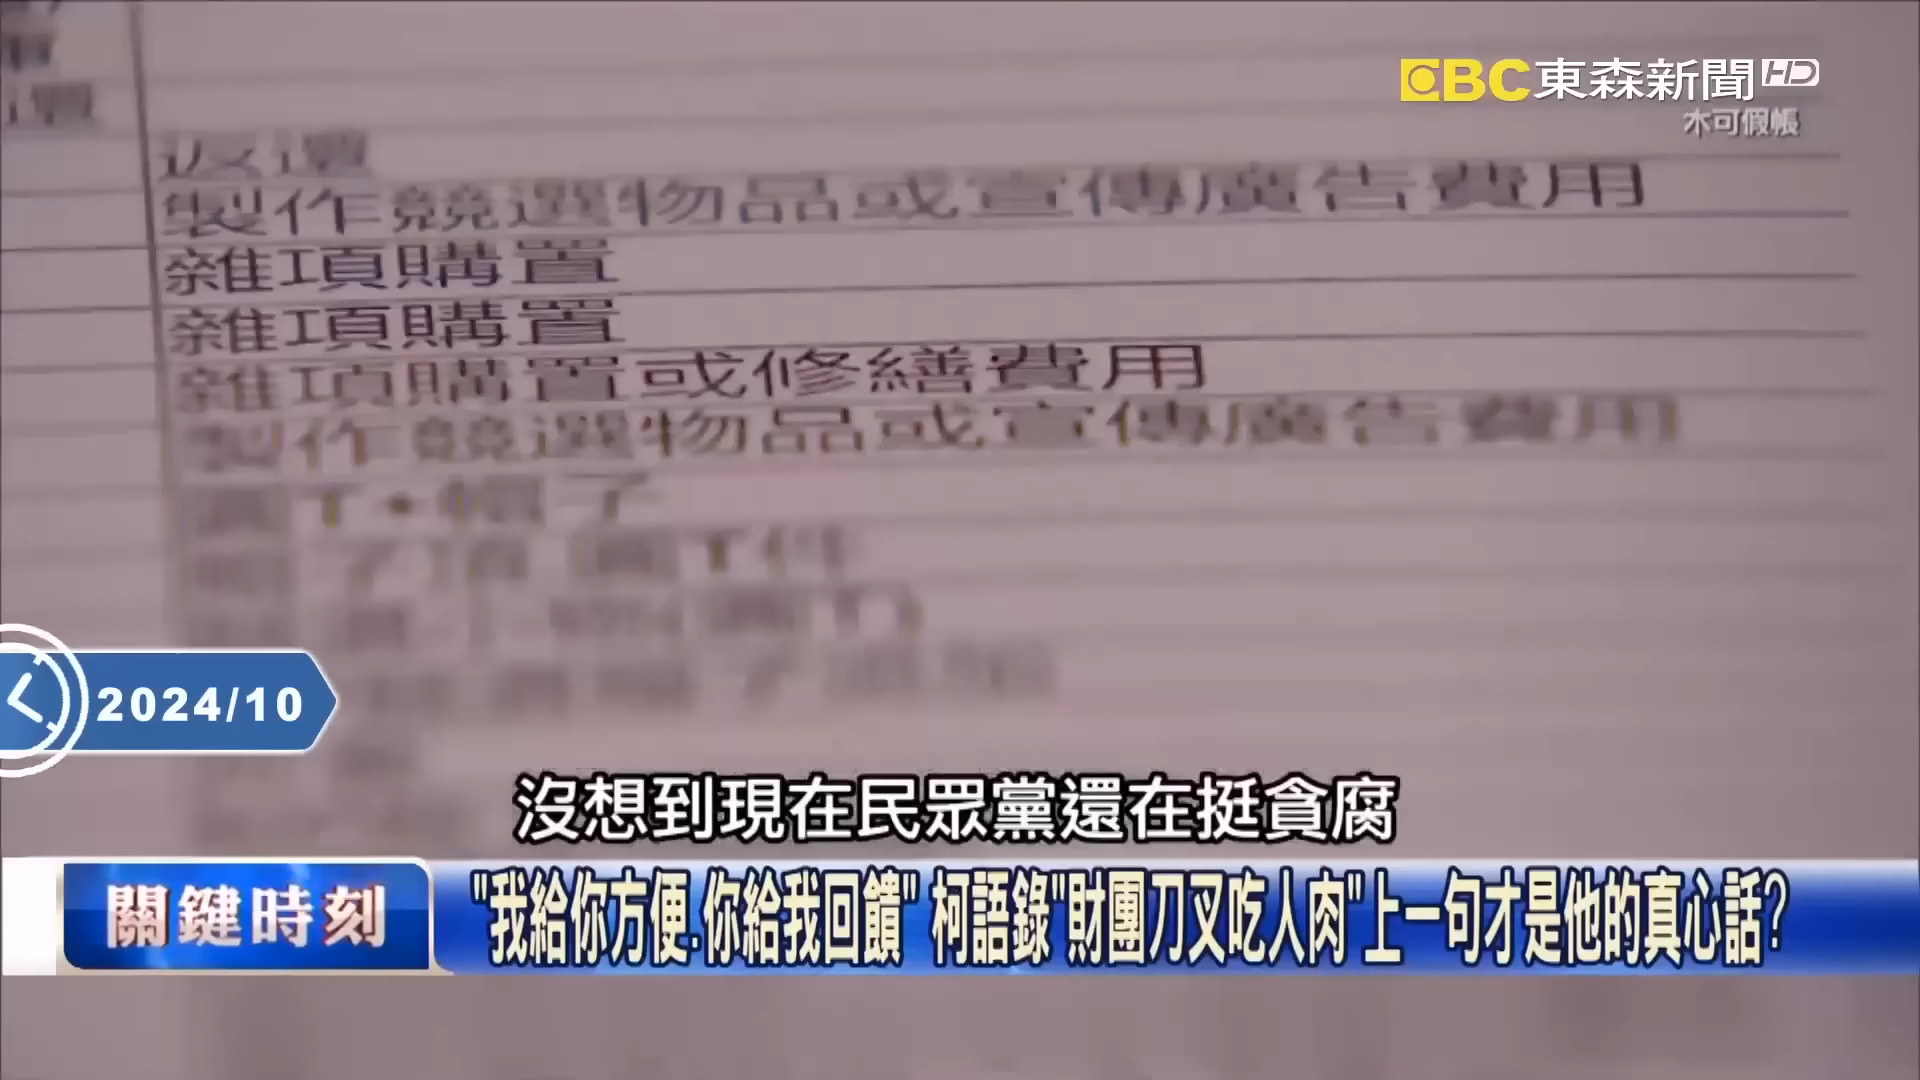 EBC東森新聞HD
木可假帳
返還
製作競選物品或宣傳廣告費用
雜項購置
雜項購置
雜項購置或修繕費用
製作競選物品或宣傳廣告費用
2024/10
沒想到現在民眾黨還在挺貪腐
關鍵時刻
"我給你方便.你給我回饋" 柯語錄"財團刀叉吃人肉"上一句才是他的真心話?